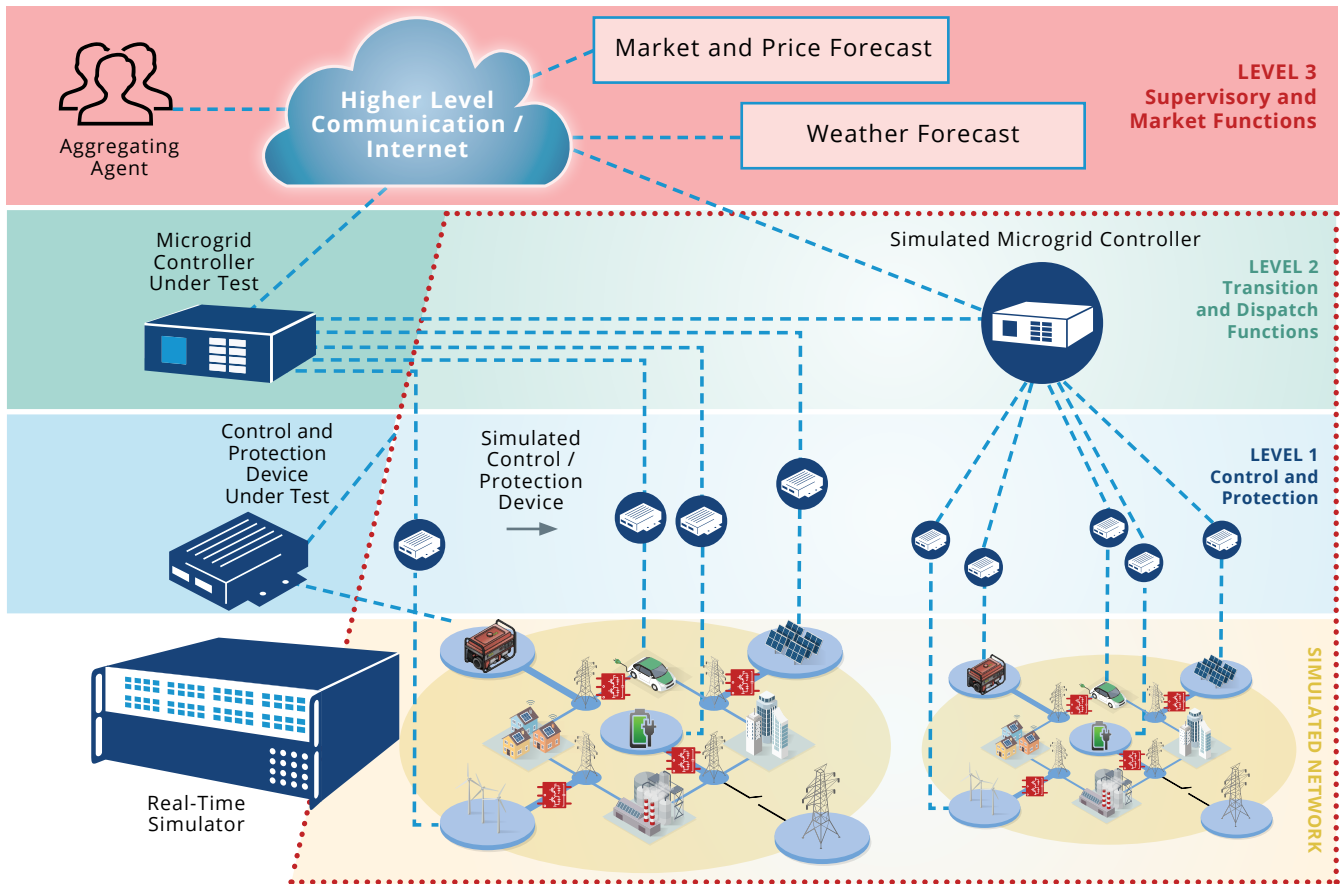 Market and Price Forecast
LEVEL 3
Supervisory and
Market Functions
Higher Level
Communication /
Internet
Weather Forecast
Aggregating
Agent
Microgrid
Controller
Under Test
Simulated Microgrid Controller
LEVEL 2
Transition
and Dispatch
Functions
Control and
Protection
Device
Under Test
Simulated
Control /
Protection
Device
LEVEL 1
Control and
Protection
SIMULATED NETWORK
Real-Time
Simulator